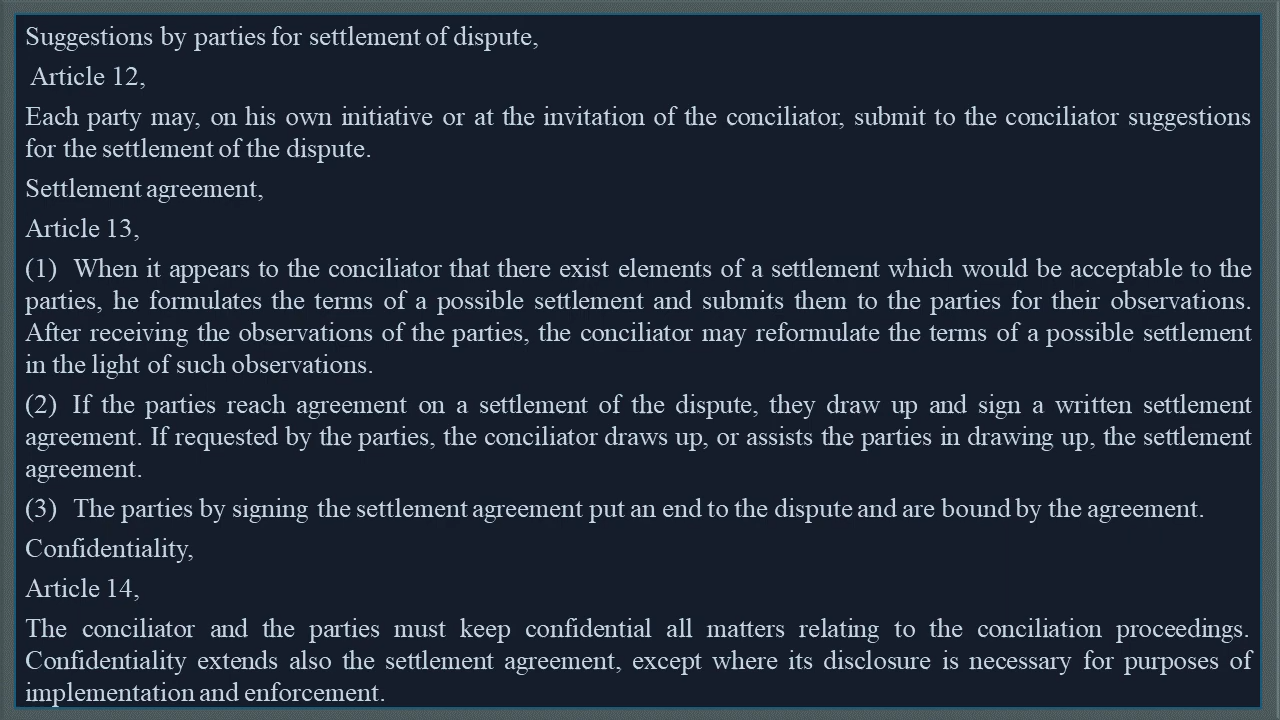 Suggestions by parties for settlement of dispute,
Article 12,
Each party may, on his own initiative or at the invitation of the conciliator, submit to the conciliator suggestions
for the settlement of the dispute.
Settlement agreement,
Article 13,
(1) When it appears to the conciliator that there exist elements of a settlement which would be acceptable to the
parties, he formulates the terms of a possible settlement and submits them to the parties for their observations.
After receiving the observations of the parties, the conciliator may reformulate the terms of a possible settlement
in the light of such observations.
(2) If the parties reach agreement on a settlement of the dispute, they draw up and sign a written settlement
agreement. If requested by the parties, the conciliator draws up, or assists the parties in drawing up, the settlement
agreement.
(3) The parties by signing the settlement agreement put an end to the dispute and are bound by the agreement.
Confidentiality,
Article 14,
The conciliator and the parties must keep confidential all matters relating to the conciliation proceedings.
Confidentiality extends also the settlement agreement, except where its disclosure is necessary for purposes of
implementation and enforcement.